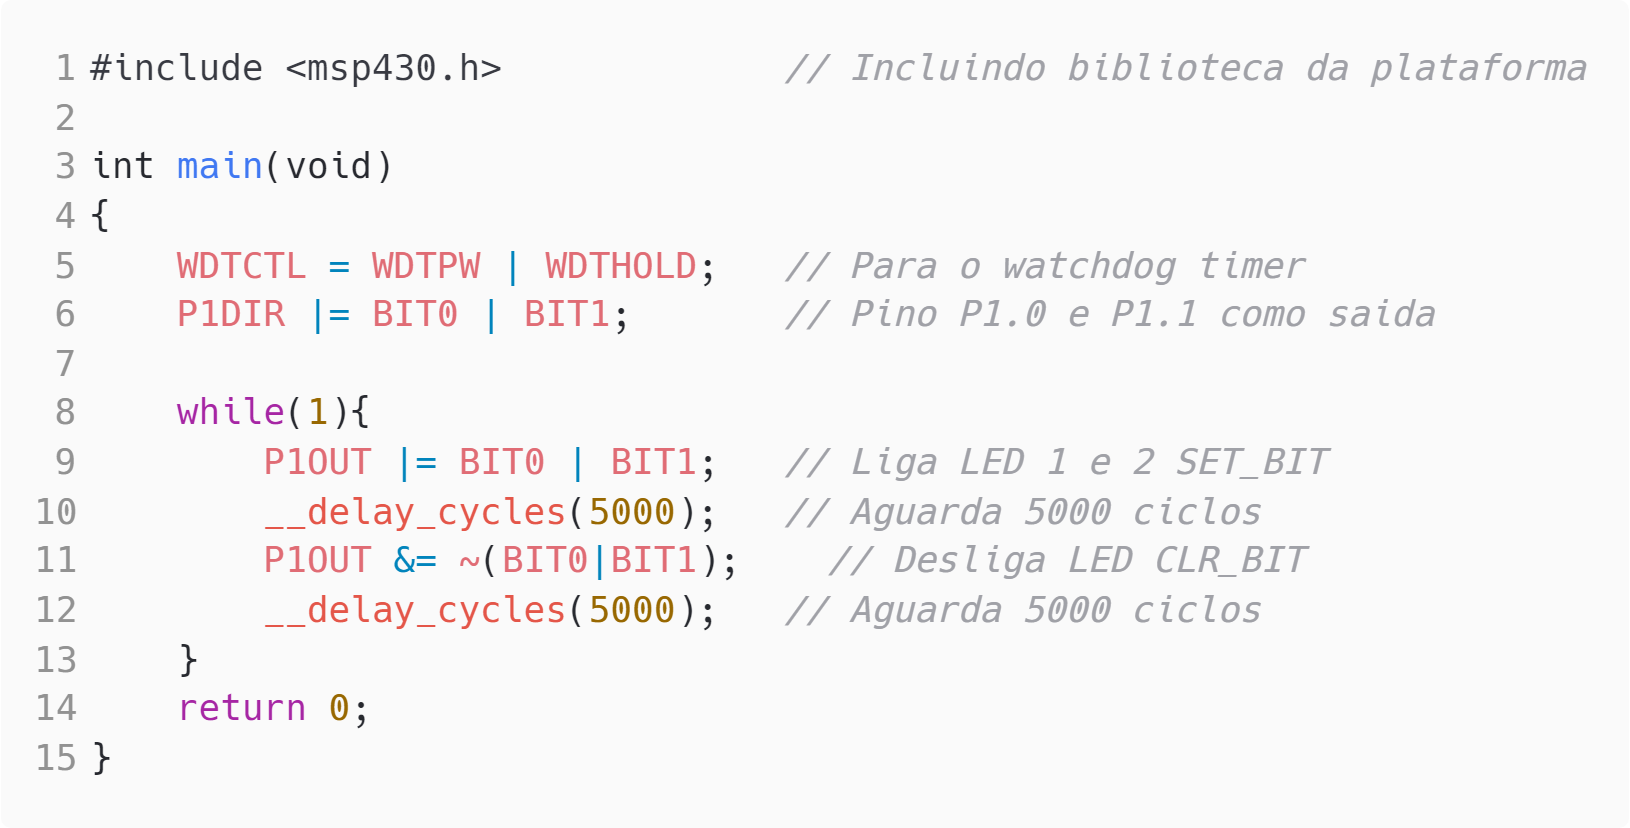 1 #include <msp430.h>             // Incluindo biblioteca da plataforma
2
3 int main(void)
4 {
5     WDTCTL = WDTPW | WDTHOLD;   // Para o watchdog timer
6     P1DIR |= BIT0 | BIT1;       // Pino P1.0 e P1.1 como saida
7
8     while(1){
9         P1OUT |= BIT0 | BIT1;   // Liga LED 1 e 2 SET_BIT
10         __delay_cycles(5000);   // Aguarda 5000 ciclos
11         P1OUT &= ~(BIT0|BIT1);    // Desliga LED CLR_BIT
12         __delay_cycles(5000);   // Aguarda 5000 ciclos
13     }
14     return 0;
15 }